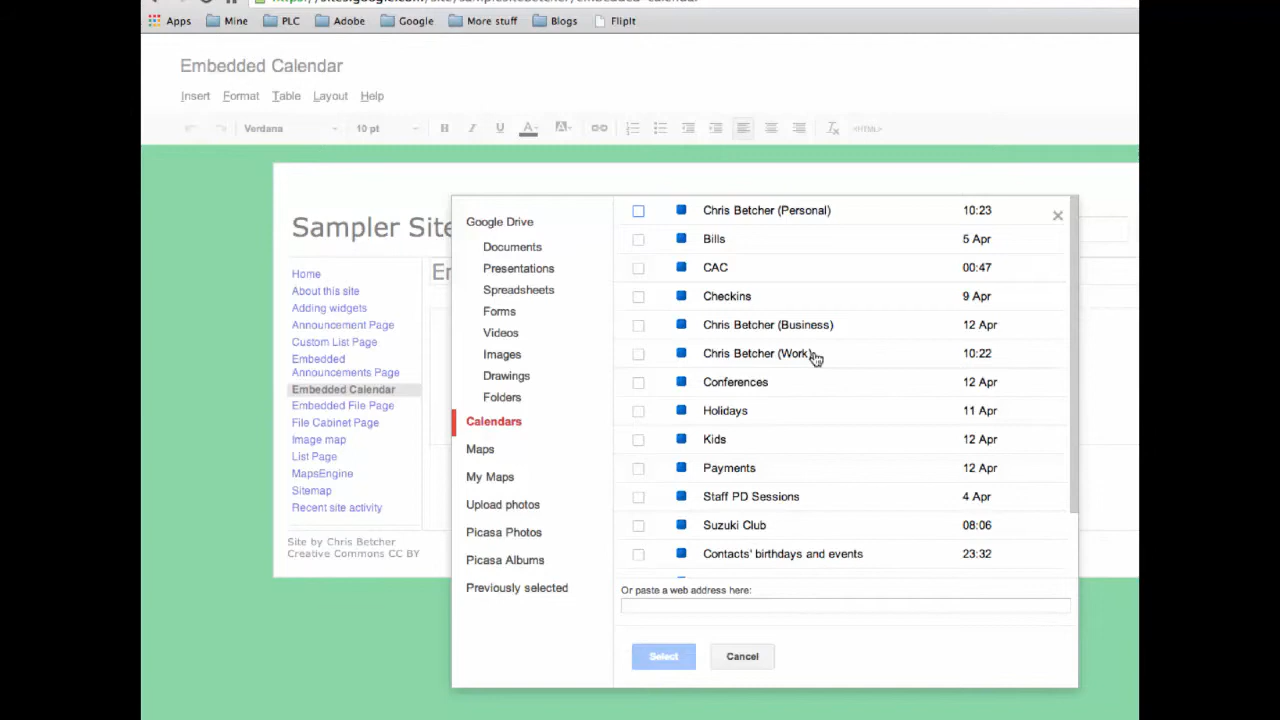 Apps Mine PLC Adobe Google More stuff Blogs FlipIt
Embedded Calendar
Insert Format Table Layout Help
Verdana 10 pt B I U A A <HTML>
Sampler Site
Home
About this site
Adding widgets
Announcement Page
Custom List Page
Embedded
Announcements Page
Embedded Calendar
Embedded File Page
File Cabinet Page
Image map
List Page
MapsEngine
Sitemap
Recent site activity
Site by Chris Betcher
Creative Commons CC BY
Google Drive
Documents
Presentations
Spreadsheets
Forms
Videos
Images
Drawings
Folders
Calendars
Maps
My Maps
Upload photos
Picasa Photos
Picasa Albums
Previously selected
Chris Betcher (Personal) 10:23
Bills 5 Apr
CAC 00:47
Checkins 9 Apr
Chris Betcher (Business) 12 Apr
Chris Betcher (Work) 10:22
Conferences 12 Apr
Holidays 11 Apr
Kids 12 Apr
Payments 12 Apr
Staff PD Sessions 4 Apr
Suzuki Club 08:06
Contacts' birthdays and events 23:32
Or paste a web address here:
Select Cancel